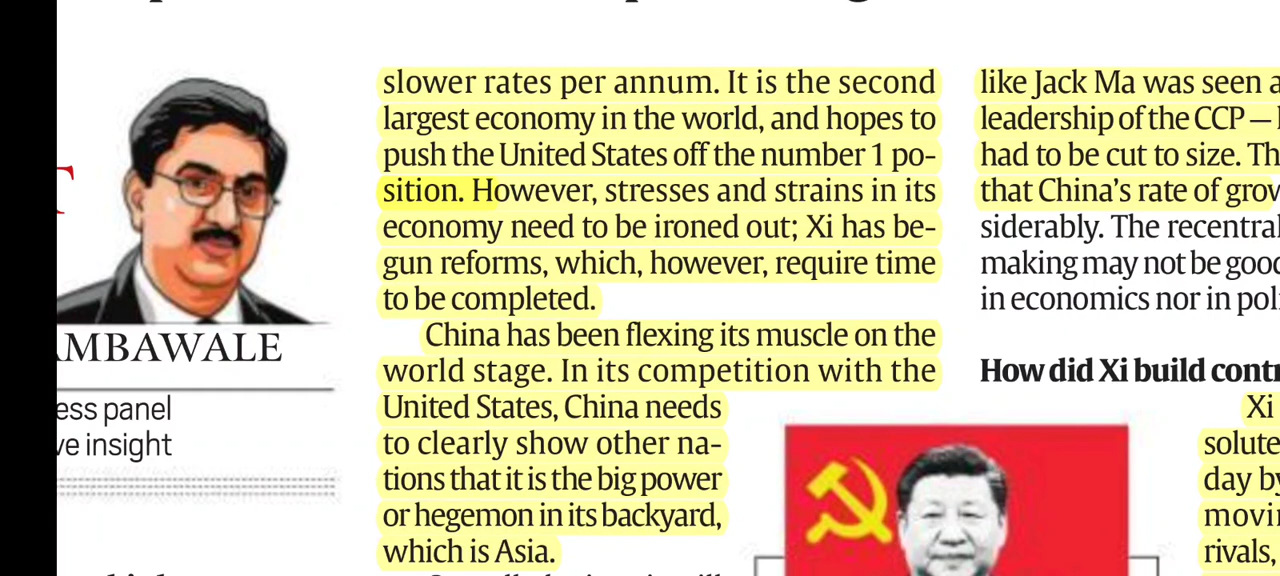 AMBAWALE
ess panel
ve insight
slower rates per annum. It is the second
largest economy in the world, and hopes to
push the United States off the number 1 po-
sition. However, stresses and strains in its
economy need to be ironed out; Xi has be-
gun reforms, which, however, require time
to be completed.
China has been flexing its muscle on the
world stage. In its competition with the
United States, China needs
to clearly show other na-
tions that it is the big power
or hegemon in its backyard,
which is Asia.
like Jack Ma was seen a
leadership of the CCP —
had to be cut to size. Th
that China's rate of grow
siderably. The recentral
making may not be good
in economics nor in poli
How did Xi build contr
Xi
solute
day by
movin
rivals,